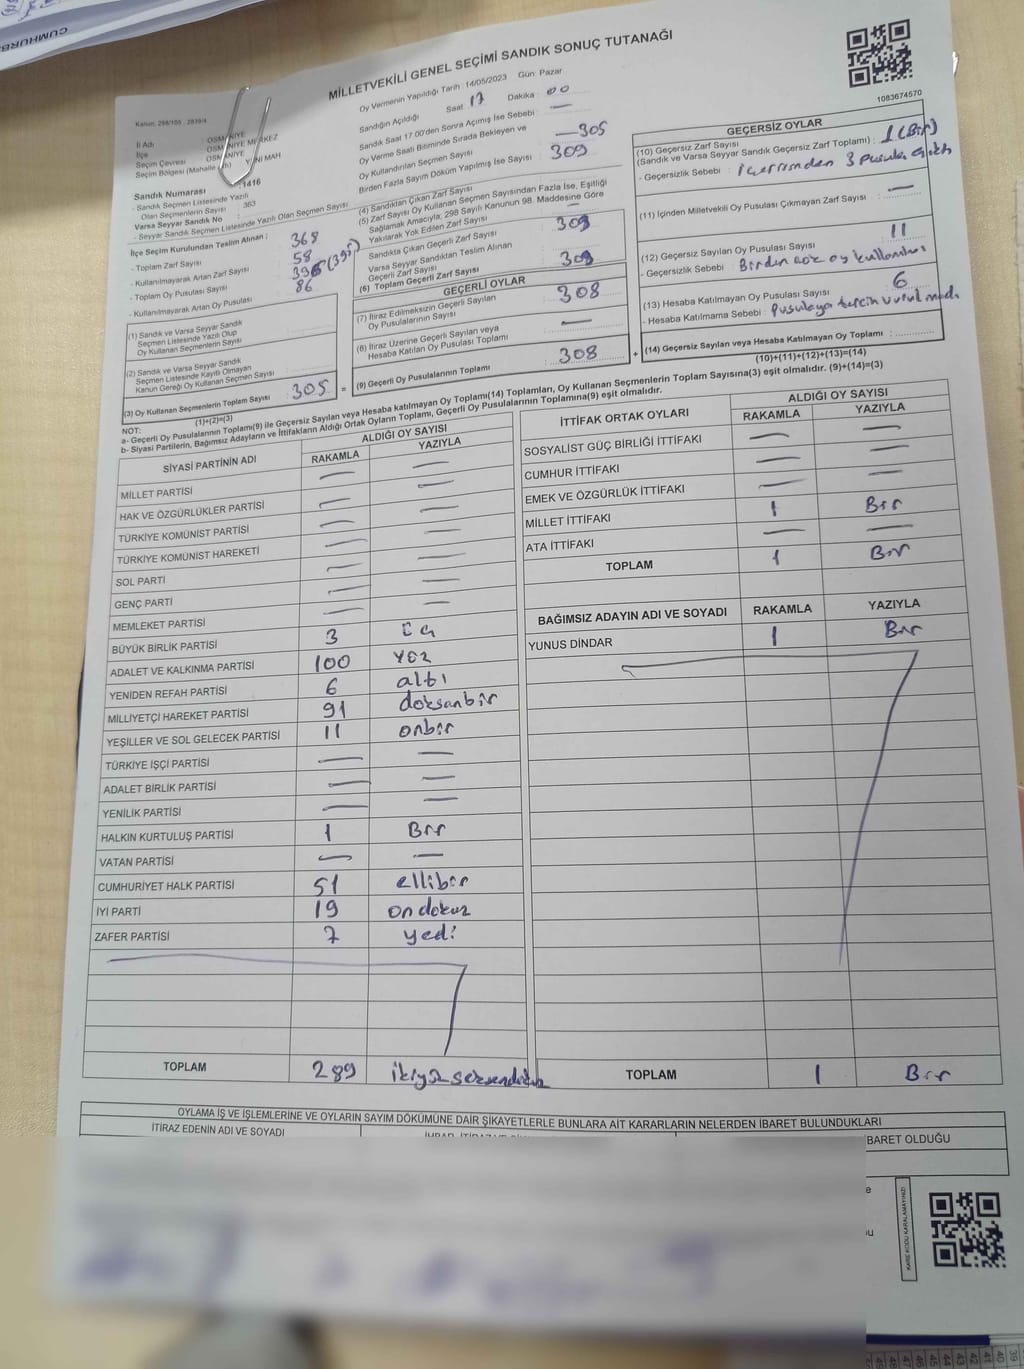 CUMHURB
MİLLETVEKİLİ GENEL SEÇİMİ SANDIK SONUÇ TUTANAĞI
1083674570
Oy Vermenin Yapıldığı Tarih : 14/05/2023 Gün: Pazar
Sandığın Açıldığı Saat 17 Dakika : 00
Sandık Saat 17.00'den Sonra Açımış İse Sebebi : —
Oy Verme Saati Bitiminde Sırada Bekleyen ve
Oy Kullandırılan Seçmen Sayısı — 305
Birden Fazla Sayım Döküm Yapılmış İse Sayısı : 309
İl Adı : OSMANİYE
İlçe : OSMANİYE MERKEZ
Seçim Çevresi : OSMANİYE
Seçim Bölgesi
Sandık Numarası : 1416
- Sandık Seçmen Listesinde Yazılı
Olan Seçmenlerin Sayısı : 363
Varsa Seyyar Sandık No :
- Seyyar Sandık Seçmen Listesinde Yazılı Olan Seçmen Sayısı
İlçe Seçim Kurulundan Teslim Alınan :
- Toplam Zarf Sayısı 368
- Kullanılmayarak Artan Zarf Sayısı 58
- Toplam Oy Pusulası Sayısı
- Kullanılmayarak Artan Oy Pusulası 86
(1) Sandık ve Varsa Seyyar Sandık
Seçmen Listesinde Yazılı Olup
Oy Kullanan Seçmenlerin Sayısı
(2) Sandık ve Varsa Seyyar Sandık
Seçmen Listesinde Kayıtlı Olmayan
Kanun Gereği Oy Kullanan Seçmen Sayısı
(3) Oy Kullanan Seçmenlerin Toplam Sayısı : 305 =
(1)+(2)=(3)
(4) Sandıktan Çıkan Zarf Sayısı
(5) Zarf Sayısı Oy Kullanan Seçmen Sayısından Fazla İse, Eşitliği
Sağlamak Amacıyla, 298 Sayılı Kanunun 98. Maddesine Göre
Yakılarak Yok Edilen Zarf Sayısı —
Sandıkta Çıkan Geçerli Zarf Sayısı 309
Varsa Seyyar Sandıktan Teslim Alınan
Geçerli Zarf Sayısı
(6) Toplam Geçerli Zarf Sayısı : 309
GEÇERLİ OYLAR
(7) İtiraz Edilmeksizin Geçerli Sayılan
Oy Pusulalarının Sayısı : 308
(8) İtiraz Üzerine Geçerli Sayılan veya
Hesaba Katılan Oy Pusulası Toplamı —
(9) Geçerli Oy Pusulalarının Toplamı : 308 +
GEÇERSİZ OYLAR
(10) Geçersiz Zarf Sayısı
(Sandık ve Varsa Seyyar Sandık Geçersiz Zarf Toplamı) : 1 (Bir)
- Geçersizlik Sebebi : içerisinden 3 pusula çıktı
(11) İçinden Milletvekili Oy Pusulası Çıkmayan Zarf Sayısı : —
(12) Geçersiz Sayılan Oy Pusulası Sayısı : 11
- Geçersizlik Sebebi : Birden çok oy kullanılmış
(13) Hesaba Katılmayan Oy Pusulası Sayısı : 6
- Hesaba Katılmama Sebebi : Pusulaya tercih vurulmadı
(14) Geçersiz Sayılan veya Hesaba Katılmayan Oy Toplamı :
(10)+(11)+(12)+(13)=(14)
NOT:
a- Geçerli Oy Pusulalarının Toplamı(9) ile Geçersiz Sayılan veya Hesaba katılmayan Oy Toplamı(14) Toplamları, Oy Kullanan Seçmenlerin Toplam Sayısına(3) eşit olmalıdır. (9)+(14)=(3)
b- Siyasi Partilerin, Bağımsız Adayların ve İttifakların Aldığı Ortak Oyların Toplamı, Geçerli Oy Pusulalarının Toplamına(9) eşit olmalıdır.
SİYASİ PARTİNİN ADI ALDIĞI OY SAYISI
RAKAMLA YAZIYLA
MİLLET PARTİSİ — —
HAK VE ÖZGÜRLÜKLER PARTİSİ — —
TÜRKİYE KOMÜNİST PARTİSİ — —
TÜRKİYE KOMÜNİST HAREKETİ — —
SOL PARTİ — —
GENÇ PARTİ — —
MEMLEKET PARTİSİ — —
BÜYÜK BİRLİK PARTİSİ 3 üç
ADALET VE KALKINMA PARTİSİ 100 yüz
YENİDEN REFAH PARTİSİ 6 altı
MİLLİYETÇİ HAREKET PARTİSİ 91 doksanbir
YEŞİLLER VE SOL GELECEK PARTİSİ 11 onbir
TÜRKİYE İŞÇİ PARTİSİ — —
ADALET BİRLİK PARTİSİ — —
YENİLİK PARTİSİ — —
HALKIN KURTULUŞ PARTİSİ 1 Bir
VATAN PARTİSİ — —
CUMHURİYET HALK PARTİSİ 51 ellibir
İYİ PARTİ 19 ondokuz
ZAFER PARTİSİ 7 yedi
TOPLAM 289 ikiyüzseksendokuz
İTTİFAK ORTAK OYLARI ALDIĞI OY SAYISI
RAKAMLA YAZIYLA
SOSYALİST GÜÇ BİRLİĞİ İTTİFAKI — —
CUMHUR İTTİFAKI — —
EMEK VE ÖZGÜRLÜK İTTİFAKI — —
MİLLET İTTİFAKI 1 Bir
ATA İTTİFAKI — —
TOPLAM 1 Bir
BAĞIMSIZ ADAYIN ADI VE SOYADI RAKAMLA YAZIYLA
YUNUS DİNDAR 1 Bir
TOPLAM 1 Bir
OYLAMA İŞ VE İŞLEMLERİNE VE OYLARIN SAYIM DÖKÜMÜNE DAİR ŞİKAYETLERLE BUNLARA AİT KARARLARIN NELERDEN İBARET BULUNDUKLARI
İTİRAZ EDENİN ADI VE SOYADI
BARET OLDUĞU
KARE KODU KARALAMAYINIZ!